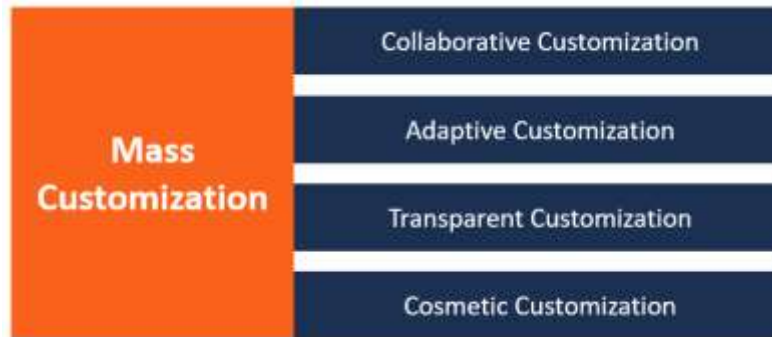 Mass
Customization
Collaborative Customization
Adaptive Customization
Transparent Customization
Cosmetic Customization